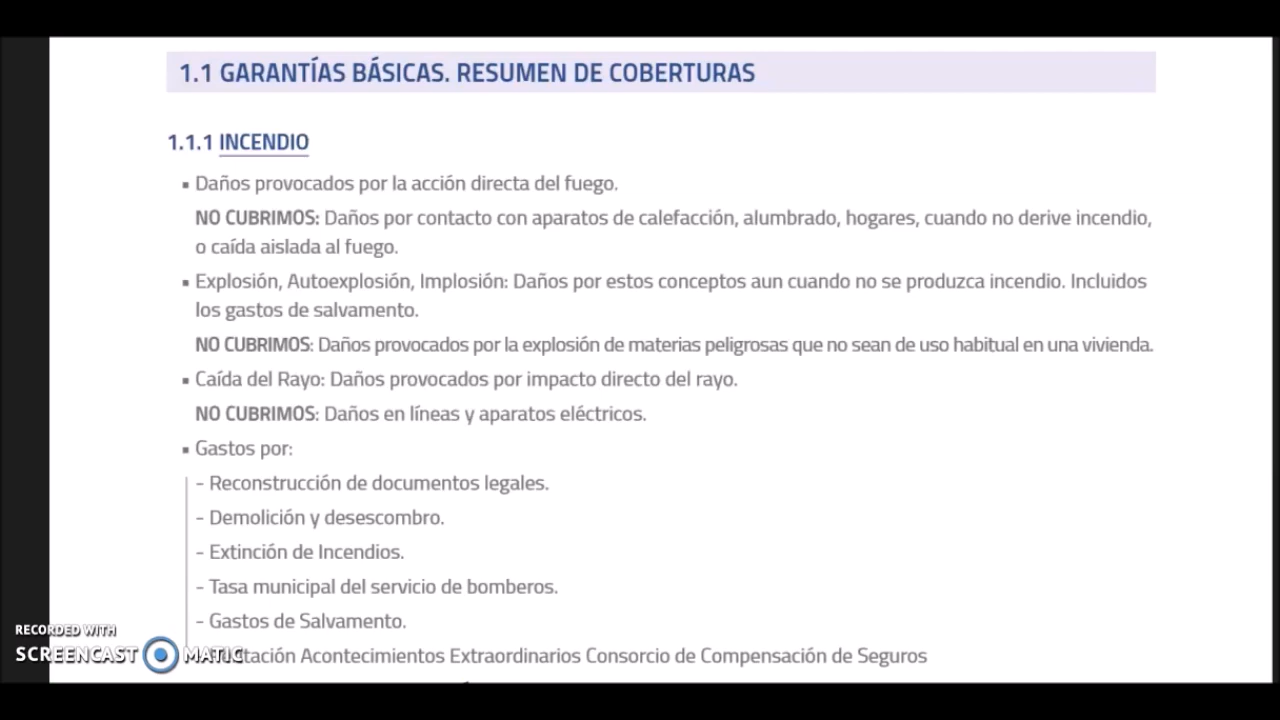 1.1 GARANTÍAS BÁSICAS. RESUMEN DE COBERTURAS
1.1.1 INCENDIO
▪ Daños provocados por la acción directa del fuego.
NO CUBRIMOS: Daños por contacto con aparatos de calefacción, alumbrado, hogares, cuando no derive incendio,
o caída aislada al fuego.
▪ Explosión, Autoexplosión, Implosión: Daños por estos conceptos aun cuando no se produzca incendio. Incluidos
los gastos de salvamento.
NO CUBRIMOS: Daños provocados por la explosión de materias peligrosas que no sean de uso habitual en una vivienda.
▪ Caída del Rayo: Daños provocados por impacto directo del rayo.
NO CUBRIMOS: Daños en líneas y aparatos eléctricos.
▪ Gastos por:
- Reconstrucción de documentos legales.
- Demolición y desescombro.
- Extinción de Incendios.
- Tasa municipal del servicio de bomberos.
- Gastos de Salvamento.
Acontecimientos Extraordinarios Consorcio de Compensación de Seguros
RECORDED WITH
SCREENCAST MATIC